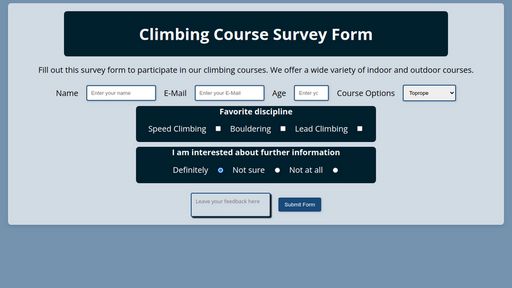 Climbing Course Survey Form
Fill out this survey form to participate in our climbing courses. We offer a wide variety of indoor and outdoor courses.
Name Enter your name E-Mail Enter your E-Mail Age Enter yc Course Options Toprope
Favorite discipline
Speed Climbing Bouldering Lead Climbing
I am interested about further information
Definitely Not sure Not at all
Leave your feedback here Submit Form